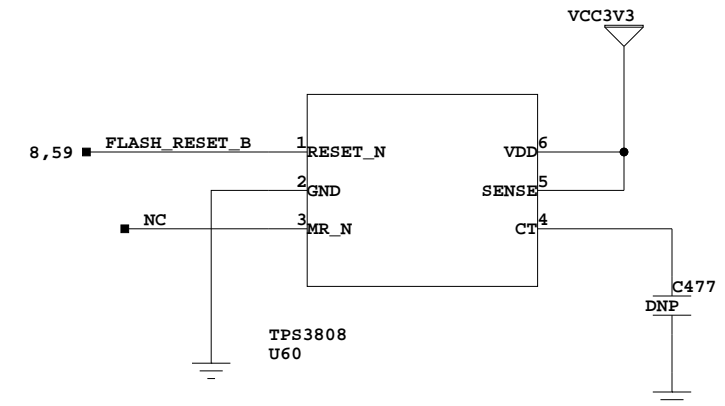 VCC3V3
8,59 FLASH_RESET_B 1 RESET_N VDD 6
2 GND SENSE 5
NC 3 MR_N CT 4
C477
DNP
TPS3808
U60